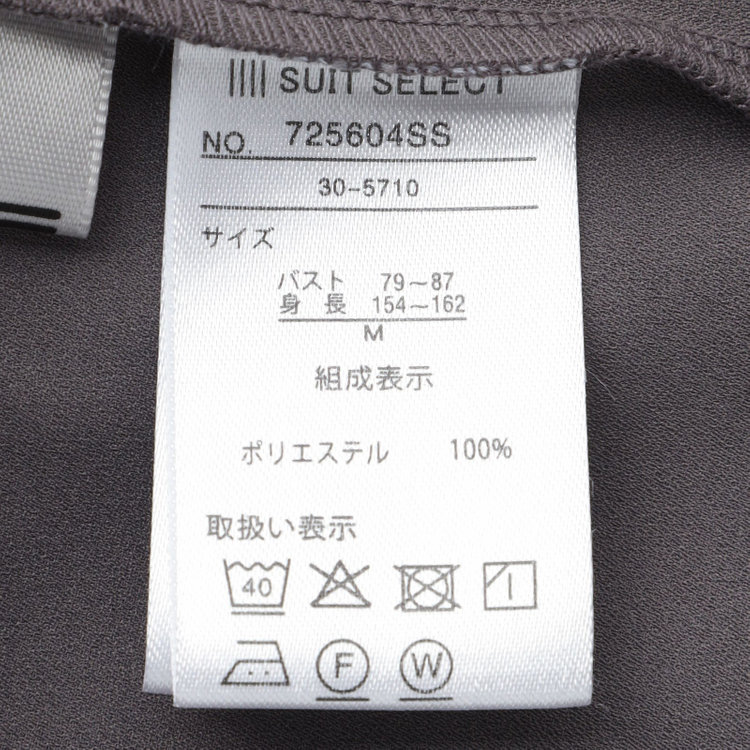 SUIT SELECT
NO. 725604SS
30-5710
サイズ
バスト 79～87
身長 154～162
M
組成表示
ポリエステル 100%
取扱い表示
40
F W